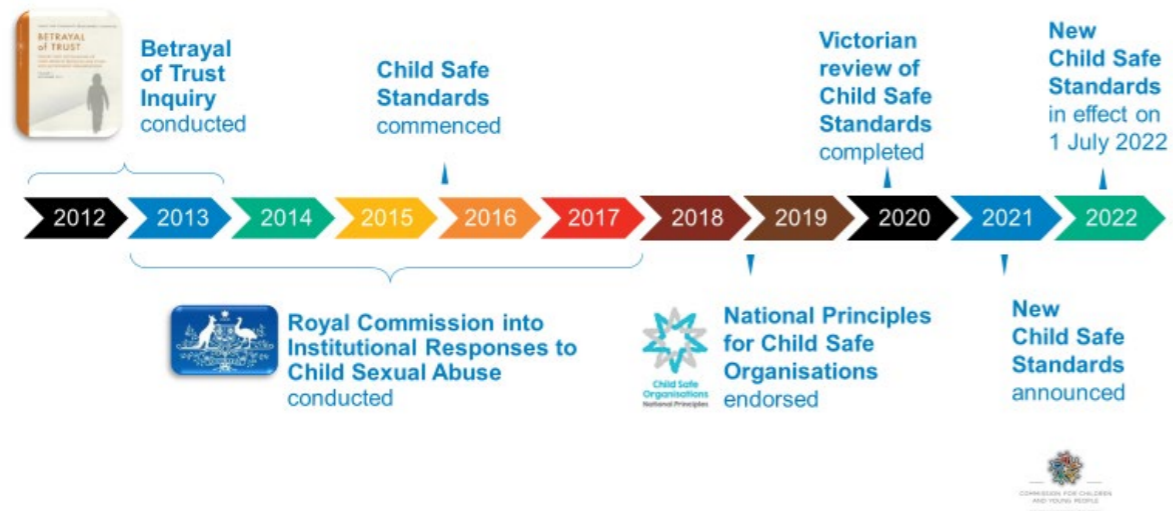 BETRAYAL
of TRUST
Betrayal
of Trust
Inquiry
conducted
Child Safe
Standards
commenced
Victorian
review of
Child Safe
Standards
completed
New
Child Safe
Standards
in effect on
1 July 2022
2012
2013
2014
2015
2016
2017
2018
2019
2020
2021
2022
Royal Commission into
Institutional Responses to
Child Sexual Abuse
conducted
Child Safe
Organisations
National Principles
National Principles
for Child Safe
Organisations
endorsed
New
Child Safe
Standards
announced
COMMISSION FOR CHILDREN
AND YOUNG PEOPLE